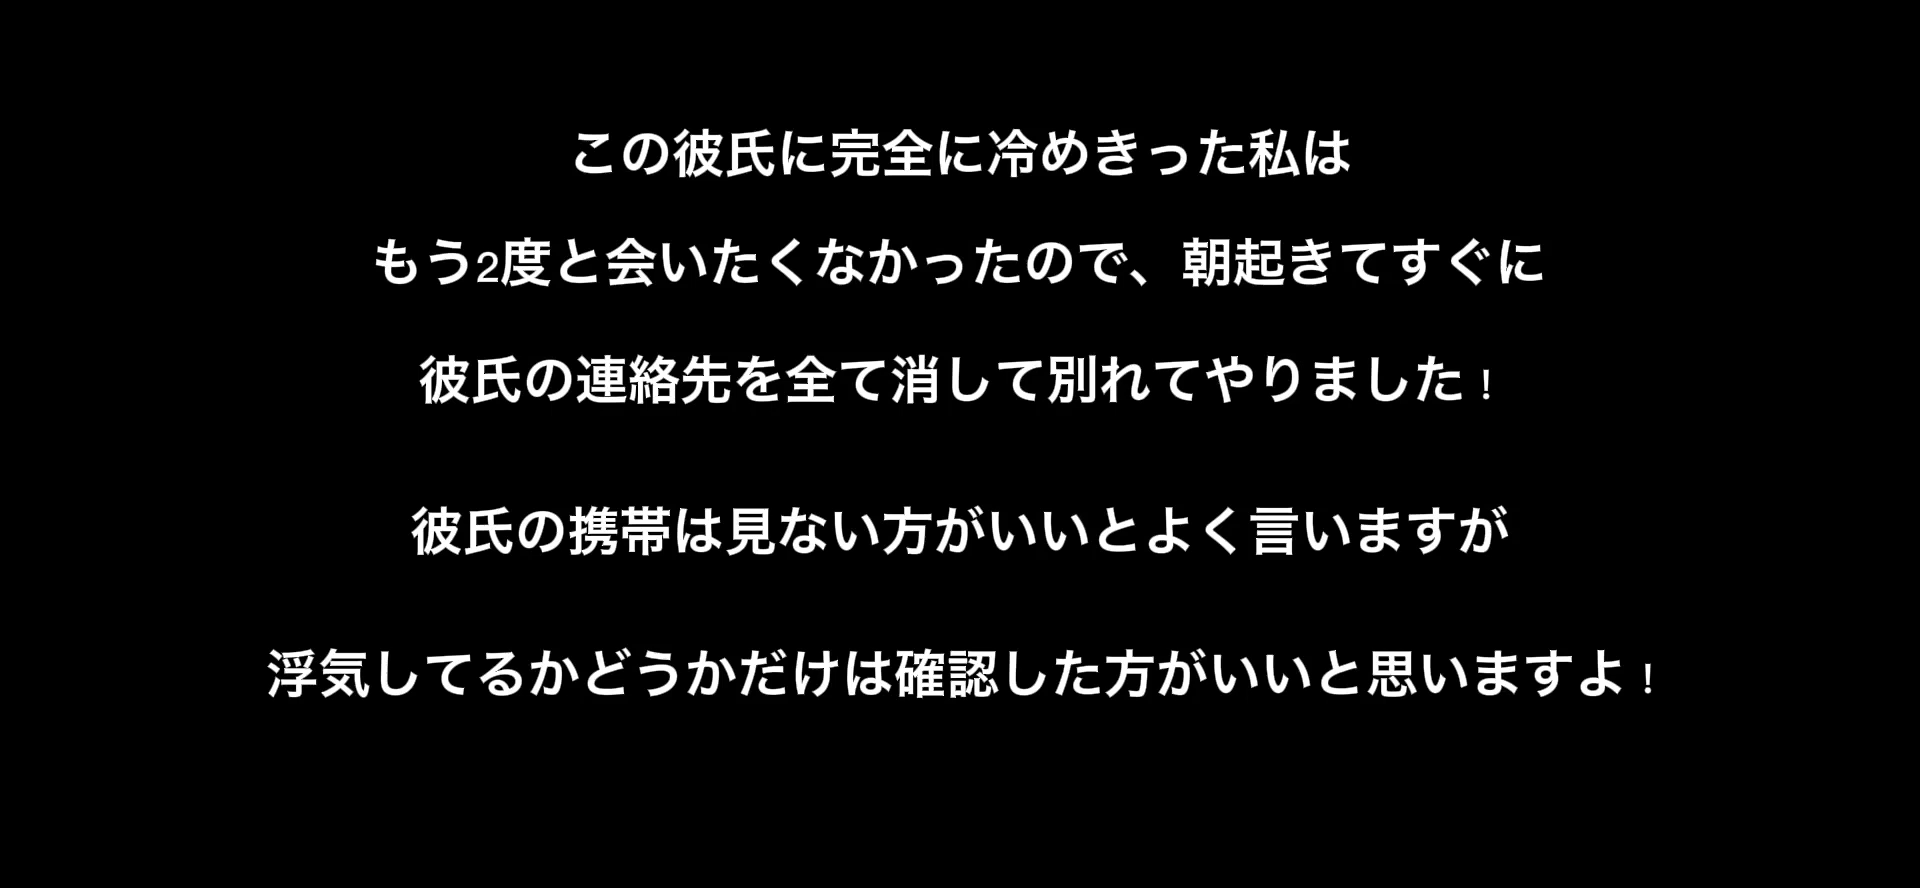 この彼氏に完全に冷めきった私は
もう2度と会いたくなかったので、朝起きてすぐに
彼氏の連絡先を全て消して別れてやりました！
彼氏の携帯は見ない方がいいとよく言いますが
浮気してるかどうかだけは確認した方がいいと思いますよ！